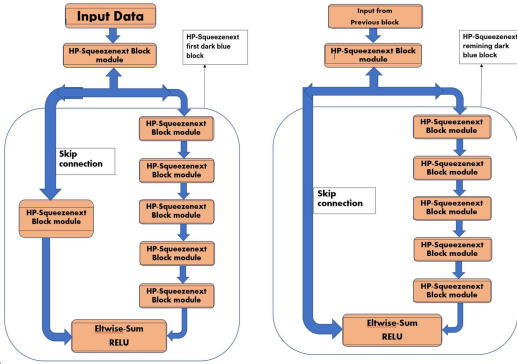 Input Data
HP-Squeezenext Block
module
HP-Squeezenext
first dark blue
block
HP-Squeezenext
Block module
HP-Squeezenext
Block module
HP-Squeezenext
Block module
HP-Squeezenext
Block module
HP-Squeezenext
Block module
Skip
connection
HP-Squeezenext
Block module
Eltwise-Sum
RELU
Input from
Previous block
HP-Squeezenext Block
module
HP-Squeezenext
remining dark
blue block
HP-Squeezenext
Block module
HP-Squeezenext
Block module
HP-Squeezenext
Block module
HP-Squeezenext
Block module
HP-Squeezenext
Block module
Skip
connection
Eltwise-Sum
RELU